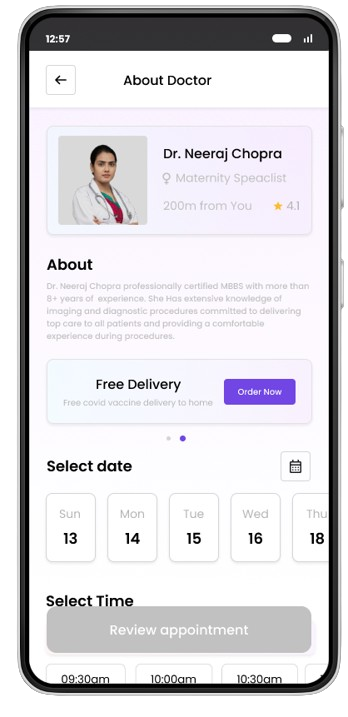 12:57
About Doctor
Dr. Neeraj Chopra
Maternity Speaclist
200m from You 4.1
About
Dr. Neeraj Chopra professionally certified MBBS with more than
8+ years of experience. She Has extensive knowledge of
imaging and diagnostic procedures committed to delivering
top care to all patients and providing a comfortable
experience during procedures.
Free Delivery
Free covid vaccine delivery to home
Order Now
Select date
Sun Mon Tue Wed Thu
13 14 15 16 18
Select Time
Review appointment
09:30am 10:00am 10:30am